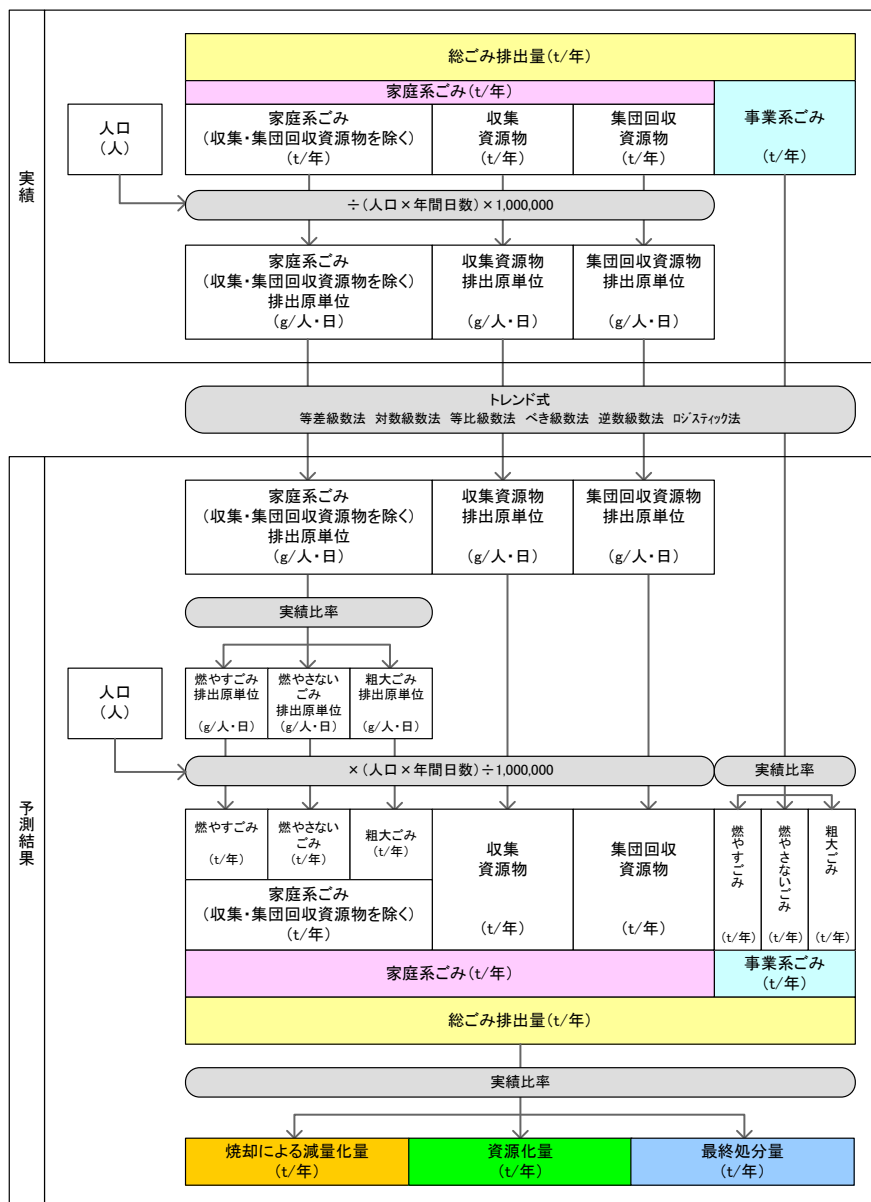 総ごみ排出量(t/年)
家庭系ごみ(t/年)
人口
(人)
家庭系ごみ
(収集・集団回収資源物を除く)
(t/年)
収集
資源物
(t/年)
集団回収
資源物
(t/年)
事業系ごみ
(t/年)
実績
÷(人口×年間日数)×1,000,000
家庭系ごみ
(収集・集団回収資源物を除く)
排出原単位
(g/人・日)
収集資源物
排出原単位
(g/人・日)
集団回収資源物
排出原単位
(g/人・日)
トレンド式
等差級数法 対数級数法 等比級数法 べき級数法 逆数級数法 ﾛｼﾞｽﾃｨｯｸ法
予測結果
家庭系ごみ
(収集・集団回収資源物を除く)
排出原単位
(g/人・日)
収集資源物
排出原単位
(g/人・日)
集団回収資源物
排出原単位
(g/人・日)
実績比率
人口
(人)
燃やすごみ
排出原単位
(g/人・日)
燃やさない
ごみ
排出原単位
(g/人・日)
粗大ごみ
排出原単位
(g/人・日)
×(人口×年間日数)÷1,000,000
実績比率
燃やすごみ
(t/年)
燃やさない
ごみ
(t/年)
粗大ごみ
(t/年)
家庭系ごみ
(収集・集団回収資源物を除く)
(t/年)
収集
資源物
(t/年)
集団回収
資源物
(t/年)
燃やすごみ
(t/年)
燃やさないごみ
(t/年)
粗大ごみ
(t/年)
家庭系ごみ(t/年)
事業系ごみ
(t/年)
総ごみ排出量(t/年)
実績比率
焼却による減量化量
(t/年)
資源化量
(t/年)
最終処分量
(t/年)